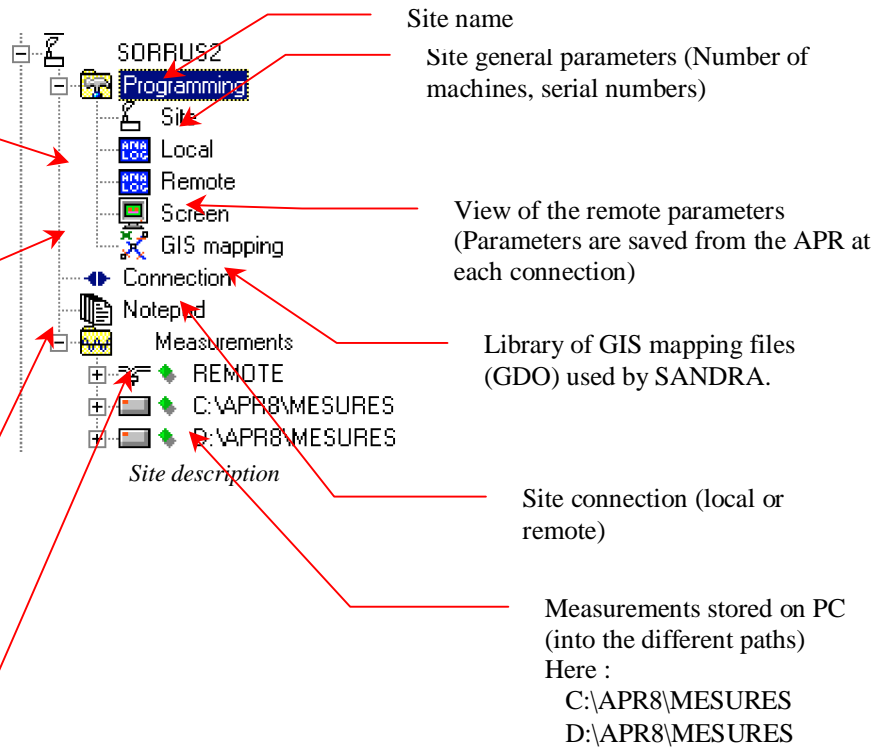 Site name
SORRUS2
Site general parameters (Number of
machines, serial numbers)
Programming
Site
Local
Remote
Screen
GIS mapping
Connection
Notepad
Measurements
REMOTE
C:\APR8\MESURES
D:\APR8\MESURES
Site description
View of the remote parameters
(Parameters are saved from the APR at
each connection)
Library of GIS mapping files
(GDO) used by SANDRA.
Site connection (local or
remote)
Measurements stored on PC
(into the different paths)
Here :
C:\APR8\MESURES
D:\APR8\MESURES